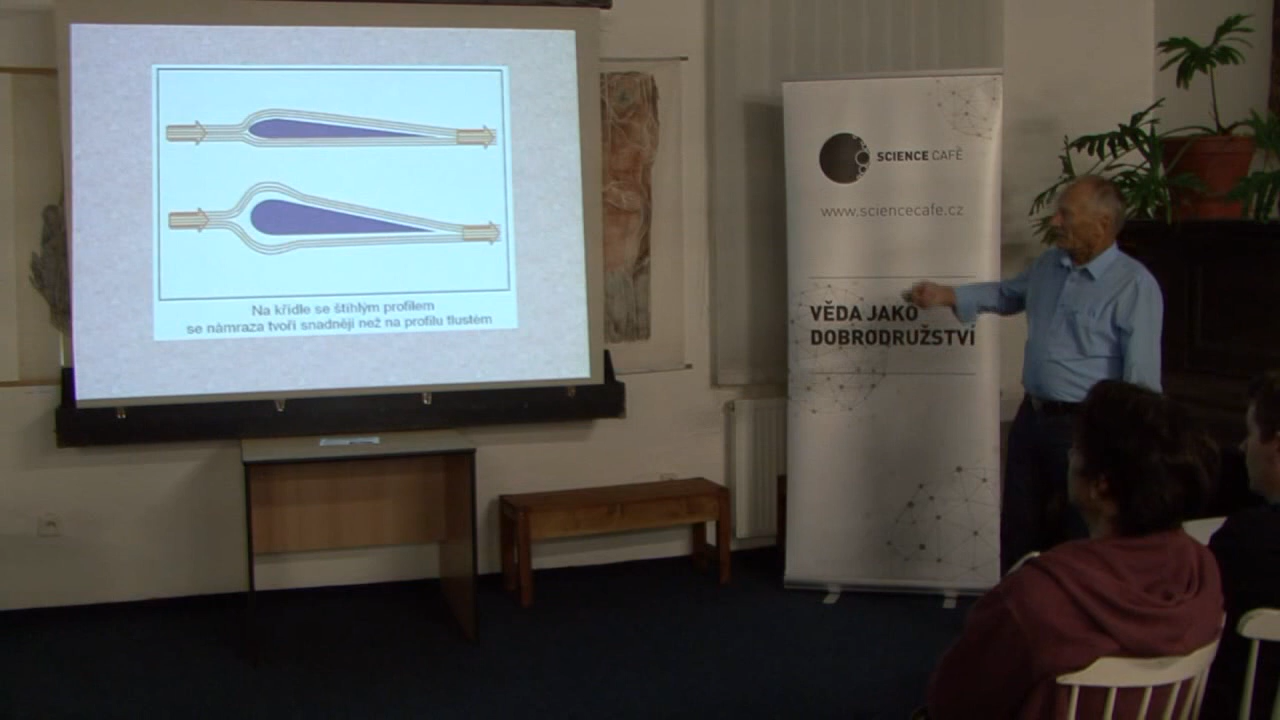 Na křídle se štíhlým profilem
se námraza tvoří snadněji než na profilu tlustém
SCIENCE CAFÉ
www.sciencecafe.cz
VĚDA JAKO
DOBRODRUŽSTVÍ